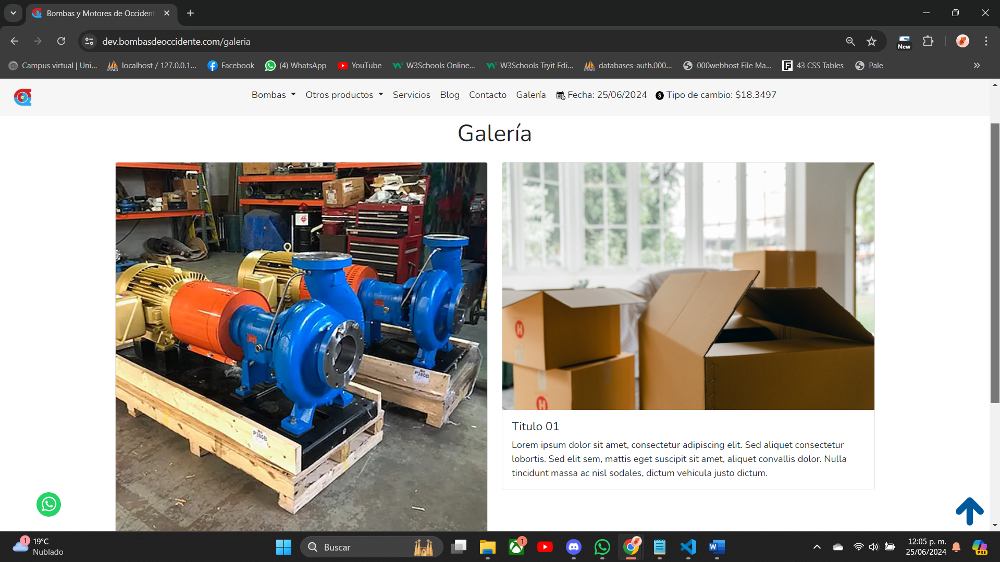 Bombas y Motores de Occident
dev.bombasdeoccidente.com/galeria
New
Campus virtual | Uni...
localhost / 127.0.0.1...
Facebook
(4) WhatsApp
YouTube
W3Schools Online...
W3Schools Tryit Edi...
databases-auth.000...
000webhost File Ma...
43 CSS Tables
Pale
Bombas
Otros productos
Servicios
Blog
Contacto
Galería
Fecha: 25/06/2024
Tipo de cambio: $18.3497
Galería
P380B
P380B
H
H
Titulo 01
Lorem ipsum dolor sit amet, consectetur adipiscing elit. Sed aliquet consectetur
lobortis. Sed elit sem, mattis eget suscipit sit amet, aliquet convallis dolor. Nulla
tincidunt massa ac nisl sodales, dictum vehicula justo dictum.
1
19°C
Nublado
Buscar
1
12:05 p. m.
25/06/2024
PRE